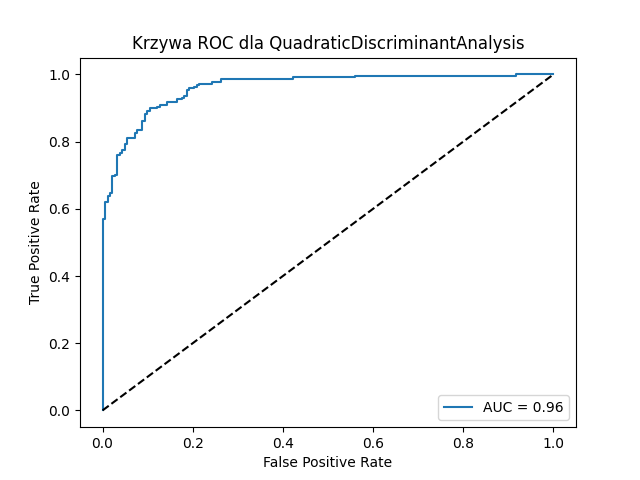 Krzywa ROC dla QuadraticDiscriminantAnalysis
True Positive Rate
1.0
0.8
0.6
0.4
0.2
0.0
AUC = 0.96
0.0 0.2 0.4 0.6 0.8 1.0
False Positive Rate